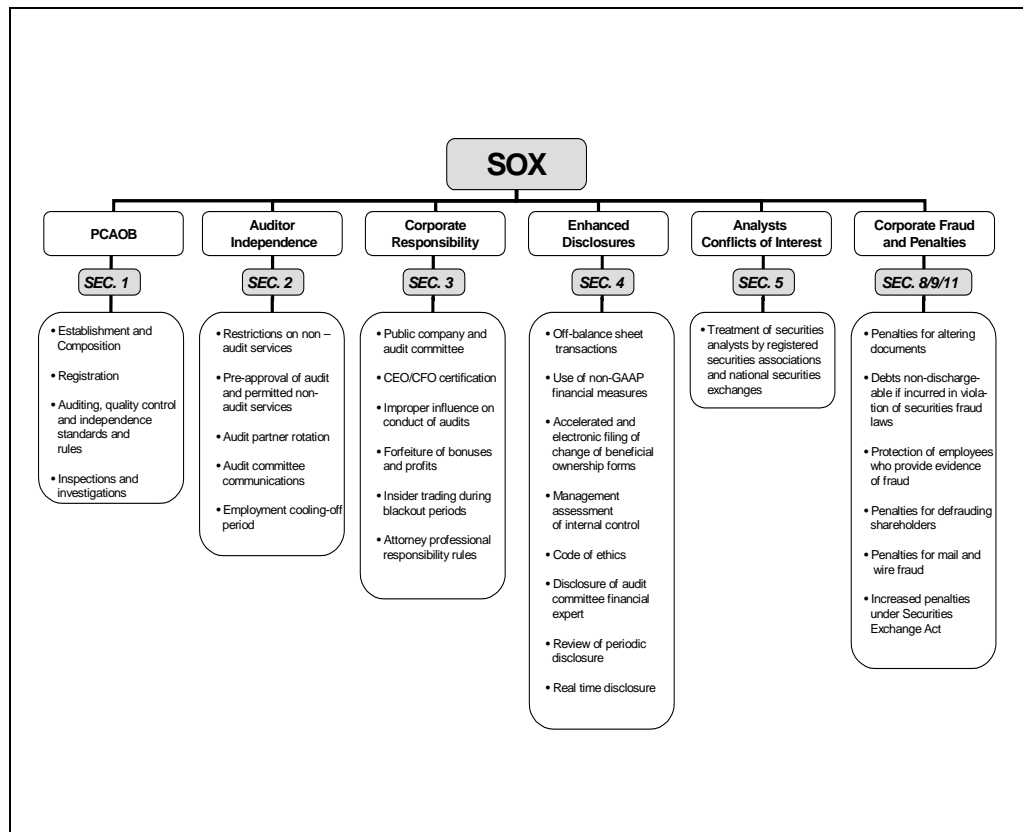 SOX
PCAOB
SEC. 1
• Establishment and
Composition
• Registration
• Auditing, quality control
and independence
standards and
rules
• Inspections and
investigations
Auditor
Independence
SEC. 2
• Restrictions on non –
audit services
• Pre-approval of audit
and permitted non-
audit services
• Audit partner rotation
• Audit committee
communications
• Employment cooling-off
period
Corporate
Responsibility
SEC. 3
• Public company and
audit committee
• CEO/CFO certification
• Improper influence on
conduct of audits
• Forfeiture of bonuses
and profits
• Insider trading during
blackout periods
• Attorney professional
responsibility rules
Enhanced
Disclosures
SEC. 4
• Off-balance sheet
transactions
• Use of non-GAAP
financial measures
• Accelerated and
electronic filing of
change of beneficial
ownership forms
• Management
assessment
of internal control
• Code of ethics
• Disclosure of audit
committee financial
expert
• Review of periodic
disclosure
• Real time disclosure
Analysts
Conflicts of Interest
SEC. 5
• Treatment of securities
analysts by registered
securities associations
and national securities
exchanges
Corporate Fraud
and Penalties
SEC. 8/9/11
• Penalties for altering
documents
• Debts non-discharge-
able if incurred in viola-
tion of securities fraud
laws
• Protection of employees
who provide evidence
of fraud
• Penalties for defrauding
shareholders
• Penalties for mail and
wire fraud
• Increased penalties
under Securities
Exchange Act